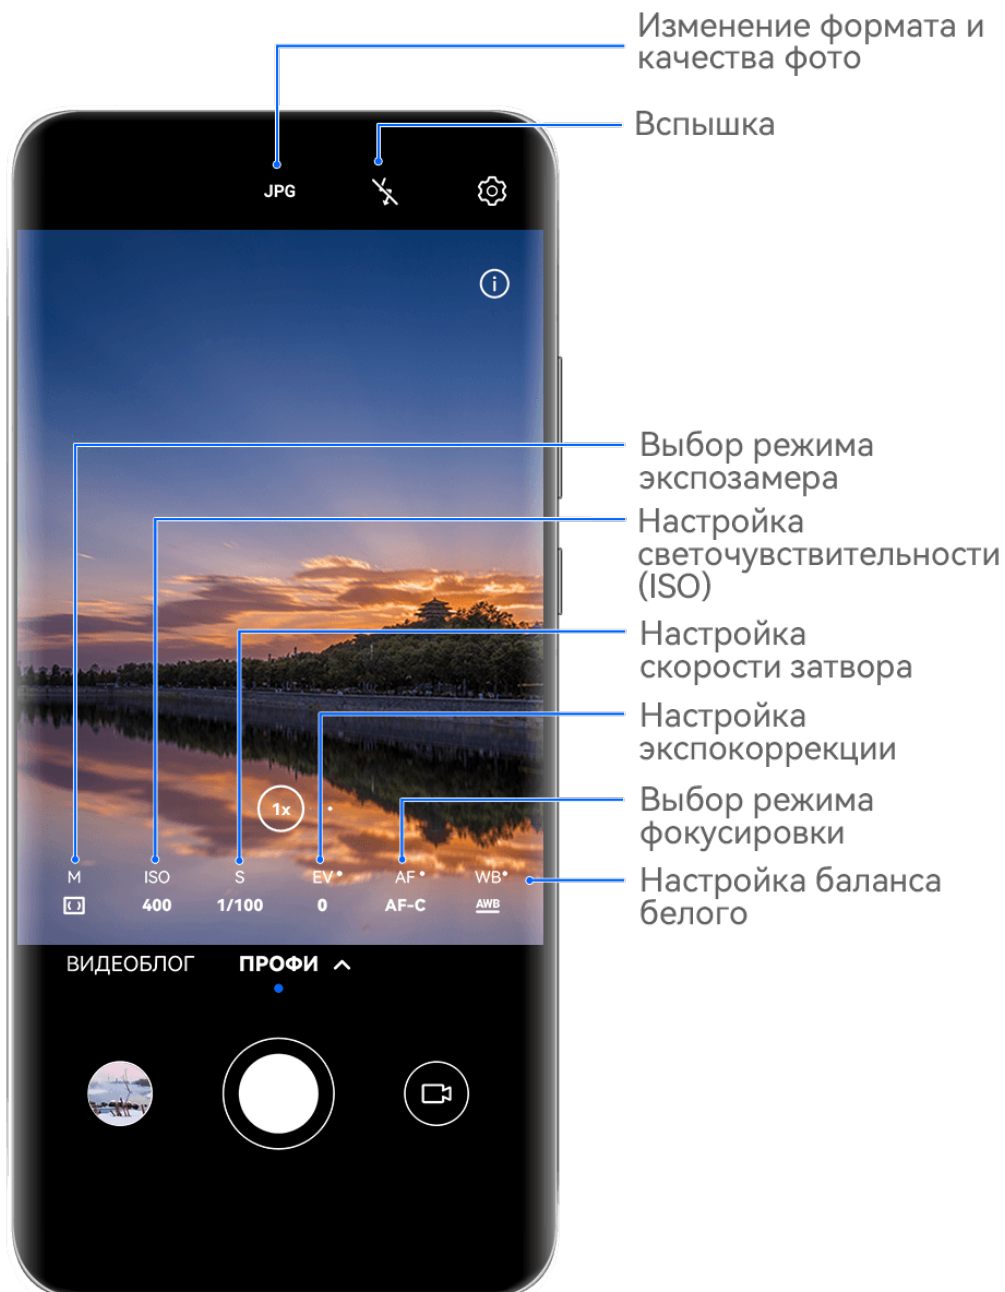 Изменение формата и
качества фото
Вспышка
JPG
Выбор режима
экспозамера
Настройка
светочувствительности
(ISO)
Настройка
скорости затвора
Настройка
экспокоррекции
Выбор режима
фокусировки
1x
M ISO S EV AF WB
400 1/100 0 AF-C AWB
Настройка баланса
белого
ВИДЕОБЛОГ ПРОФИ